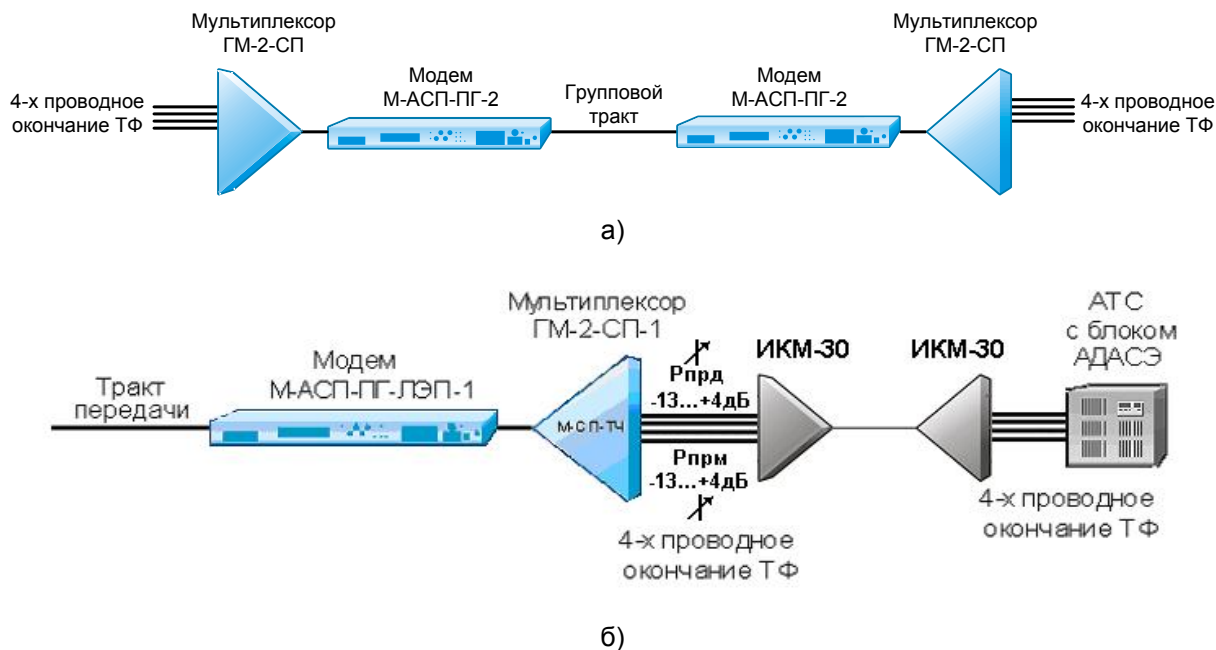 Мультиплексор
ГМ-2-СП
Мультиплексор
ГМ-2-СП
4-х проводное
окончание ТФ
Модем
М-АСП-ПГ-2
Групповой
тракт
Модем
М-АСП-ПГ-2
4-х проводное
окончание ТФ
а)
Мультиплексор
ГМ-2-СП-1
АТС
с блоком
АДАСЭ
ИКМ-30
ИКМ-30
Модем
М-АСП-ПГ-ЛЭП-1
Тракт
передачи
Рпрд
-13...+4дБ
М-СП-ТЧ
Рпрм
-13...+4дБ
4-х проводное
окончание ТФ
4-х проводное
окончание ТФ
б)